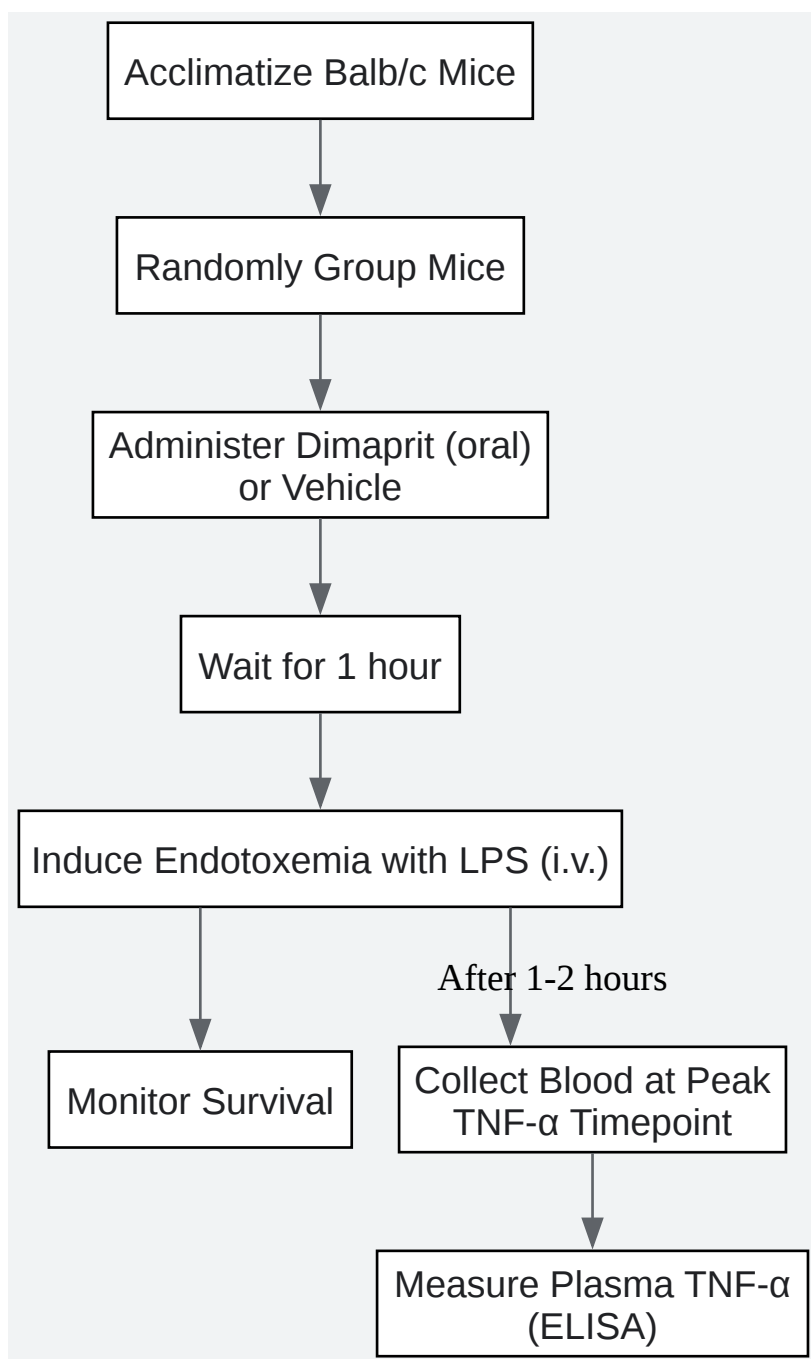 Acclimatize Balb/c Mice
Randomly Group Mice
Administer Dimaprit (oral)
or Vehicle
Wait for 1 hour
Induce Endotoxemia with LPS (i.v.)
After 1-2 hours
Monitor Survival
Collect Blood at Peak
TNF-α Timepoint
Measure Plasma TNF-α
(ELISA)